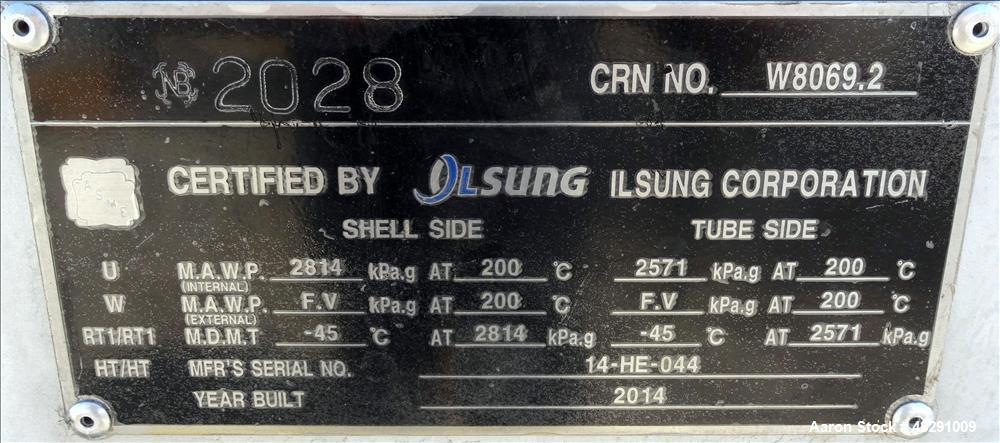 NB 2028 CRN NO. W8069.2
ASME CERTIFIED BY ILSUNG ILSUNG CORPORATION
SHELL SIDE TUBE SIDE
U M.A.W.P. 2814 kPa.g AT 200 °C 2571 kPa.g AT 200 °C
(INTERNAL)
W M.A.W.P. F.V kPa.g AT 200 °C F.V kPa.g AT 200 °C
(EXTERNAL)
RT1/RT1 M.D.M.T -45 °C AT 2814 kPa.g -45 °C AT 2571 kPa.g
HT/HT MFR'S SERIAL NO. 14-HE-044
YEAR BUILT 2014
Aaron Stock # 48291009